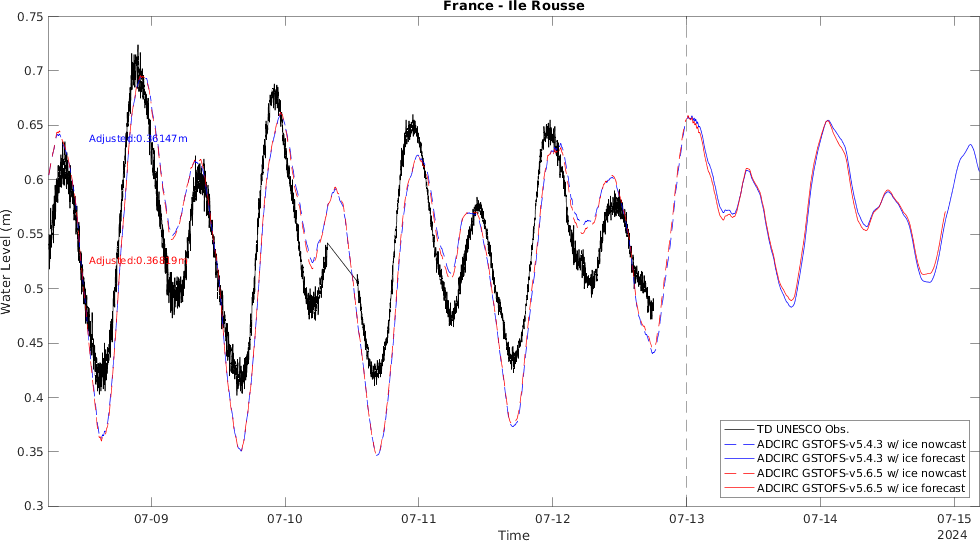 France - Ile Rousse
0.75
0.7
0.65
0.6
0.55
0.5
0.45
0.4
0.35
0.3
Water Level (m)
Adjusted:0.36147m
Adjusted:0.36819m
TD UNESCO Obs.
ADCIRC GSTOFS-v5.4.3 w/ ice nowcast
ADCIRC GSTOFS-v5.4.3 w/ ice forecast
ADCIRC GSTOFS-v5.6.5 w/ ice nowcast
ADCIRC GSTOFS-v5.6.5 w/ ice forecast
07-09 07-10 07-11 07-12 07-13 07-14 07-15
Time
2024